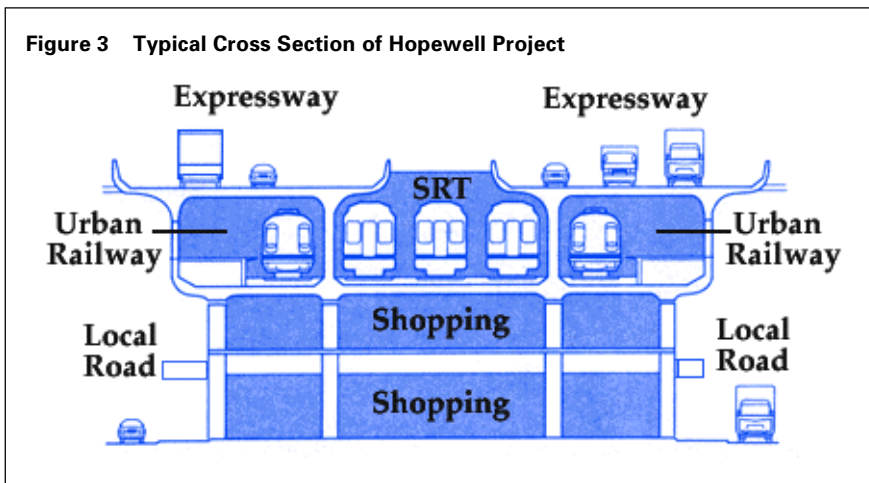 Figure 3 Typical Cross Section of Hopewell Project
Expressway
Expressway
SRT
Urban
Railway
Urban
Railway
Shopping
Local
Road
Local
Road
Shopping